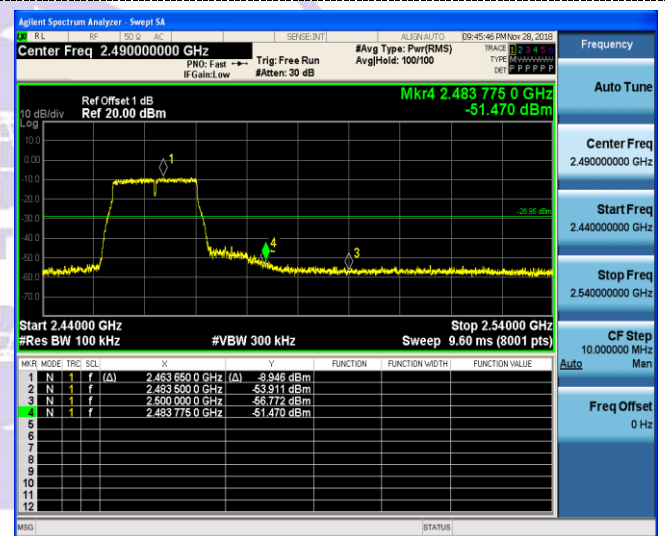 Agilent Spectrum Analyzer - Swept SA
RL RF 50 Ω AC SENSE:INT ALIGN AUTO 09:45:46 PM Nov 28, 2018
Center Freq 2.490000000 GHz
PNO: Fast Trig: Free Run
IFGain:Low #Atten: 30 dB
#Avg Type: Pwr(RMS)
Avg|Hold: 100/100
TRACE 1 2 3 4 5 6
TYPE M
DET P P P P P P
Ref Offset 1 dB
10 dB/div Ref 20.00 dBm
Log
Mkr4 2.483 775 0 GHz
-51.470 dBm
10.0
0.00
-10.0
-20.0
-30.0
-40.0
-50.0
-60.0
-70.0
1
4
3
-28.95 dBm
Start 2.44000 GHz Stop 2.54000 GHz
#Res BW 100 kHz #VBW 300 kHz Sweep 9.60 ms (8001 pts)
MKR MODE TRC SCL X Y FUNCTION FUNCTION WIDTH FUNCTION VALUE
1 N 1 f (Δ) 2.463 650 0 GHz (Δ) -8.946 dBm
2 N 1 f 2.483 500 0 GHz -53.911 dBm
3 N 1 f 2.500 000 0 GHz -56.772 dBm
4 N 1 f 2.483 775 0 GHz -51.470 dBm
5
6
7
8
9
10
11
12
MSG STATUS
Frequency
Auto Tune
Center Freq
2.490000000 GHz
Start Freq
2.440000000 GHz
Stop Freq
2.540000000 GHz
CF Step
10.000000 MHz
Auto Man
Freq Offset
0 Hz